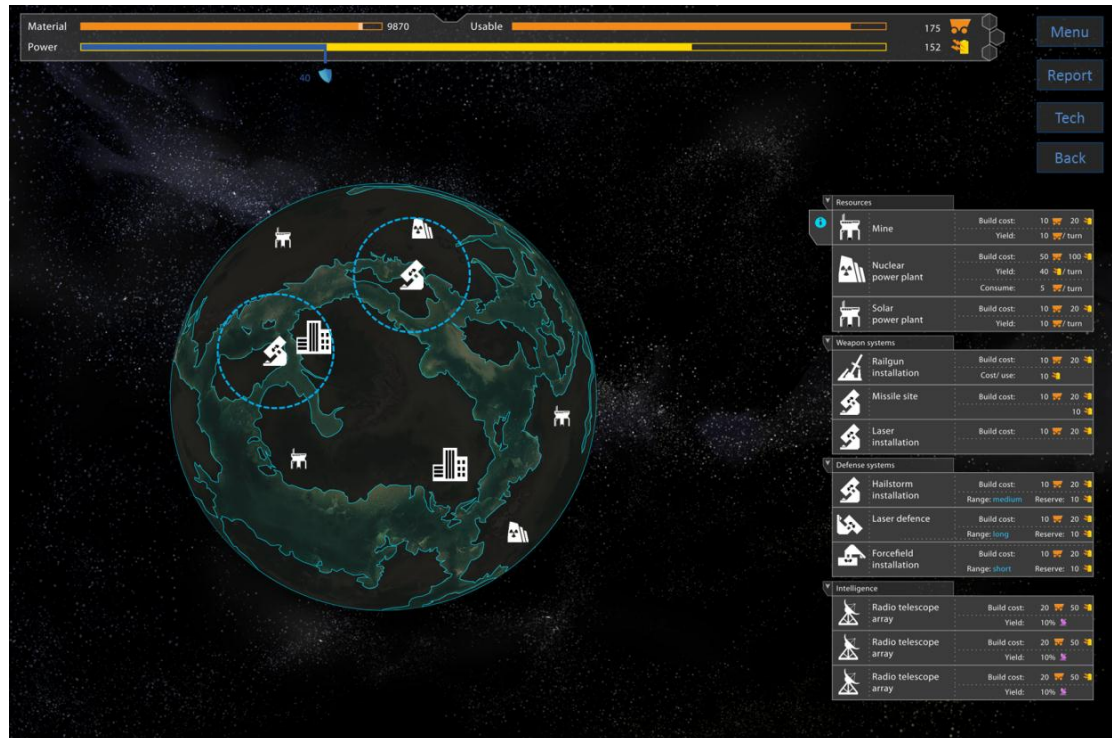 Material 9870 Usable 175
Power 152
40
Menu
Report
Tech
Back
Resources
Mine Build cost: 10 20
Yield: 10 / turn
Nuclear power plant Build cost: 50 100
Yield: 40 / turn
Consume: 5 / turn
Solar power plant Build cost: 10 20
Yield: 10 / turn
Weapon systems
Railgun installation Build cost: 10 20
Cost/ use: 10
Missile site Build cost: 10 20
10
Laser installation Build cost: 10 20
Defense systems
Hailstorm installation Build cost: 10 20
Range: medium Reserve: 10
Laser defence Build cost: 10 20
Range: long Reserve: 10
Forcefield installation Build cost: 10 20
Range: short Reserve: 10
Intelligence
Radio telescope array Build cost: 20 50
Yield: 10%
Radio telescope array Build cost: 20 50
Yield: 10%
Radio telescope array Build cost: 20 50
Yield: 10%